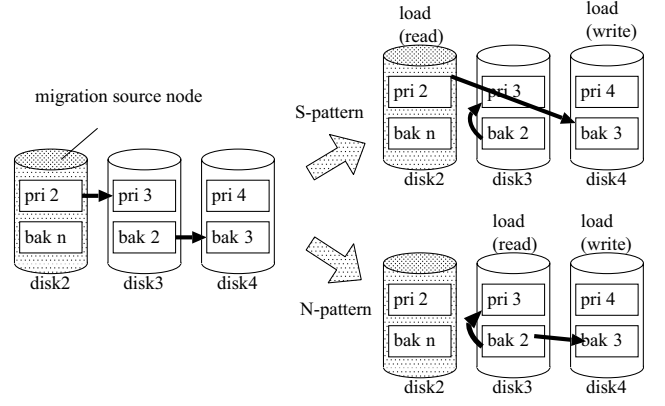 migration source node
pri 2
pri 3
pri 4
bak n
bak 2
bak 3
disk2
disk3
disk4
S-pattern
load
(read)
load
(write)
pri 2
pri 3
pri 4
bak n
bak 2
bak 3
disk2
disk3
disk4
N-pattern
load
(read)
load
(write)
pri 2
pri 3
pri 4
bak n
bak 2
bak 3
disk2
disk3
disk4